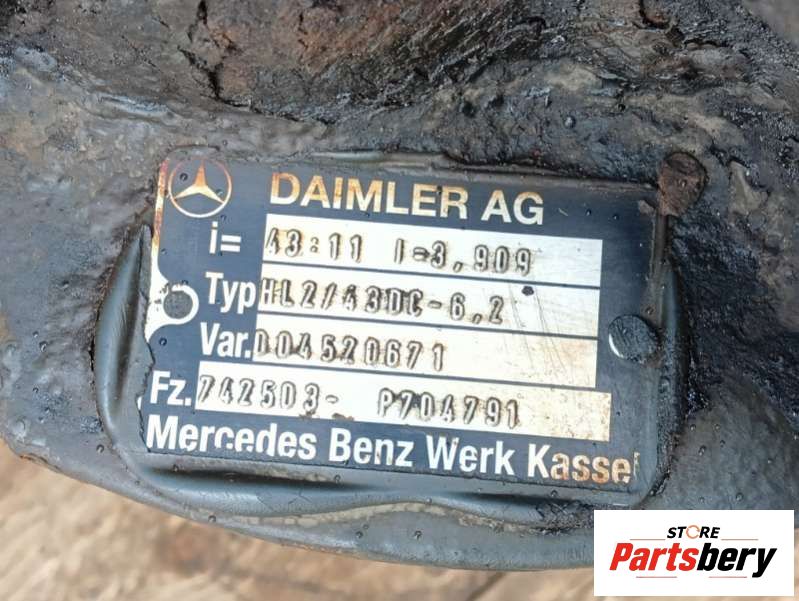 DAIMLER AG
i= 43:11 I=3,909
Typ HL2/43DC-6,2
Var. D04520671
Fz. 742503- P704791
Mercedes Benz Werk Kassel
STORE
Partsbery